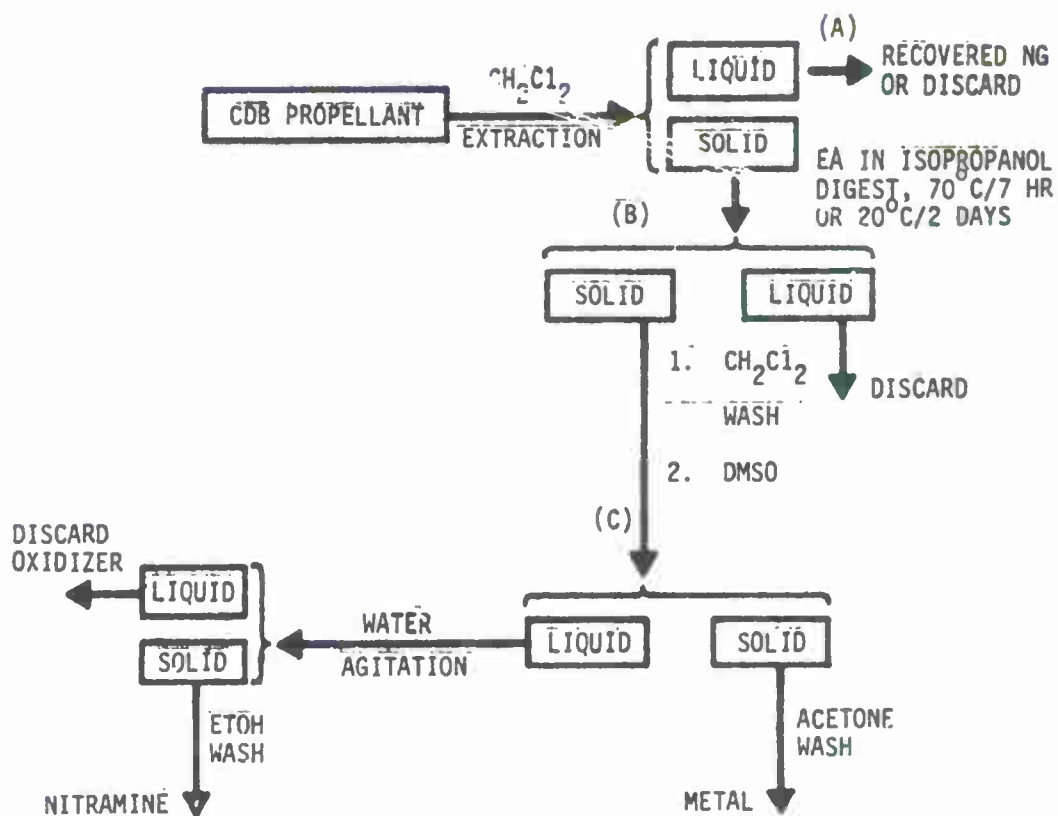 (A)
CH2Cl2
EXTRACTION
CDB PROPELLANT
LIQUID
SOLID
RECOVERED NG
OR DISCARD
EA IN ISOPROPANOL
DIGEST, 70°C/7 HR
OR 20°C/2 DAYS
(B)
SOLID
LIQUID
1. CH2Cl2
WASH
2. DMSO
DISCARD
(C)
DISCARD
OXIDIZER
LIQUID
SOLID
WATER
AGITATION
LIQUID
SOLID
ETOH
WASH
ACETONE
WASH
NITRAMINE
METAL